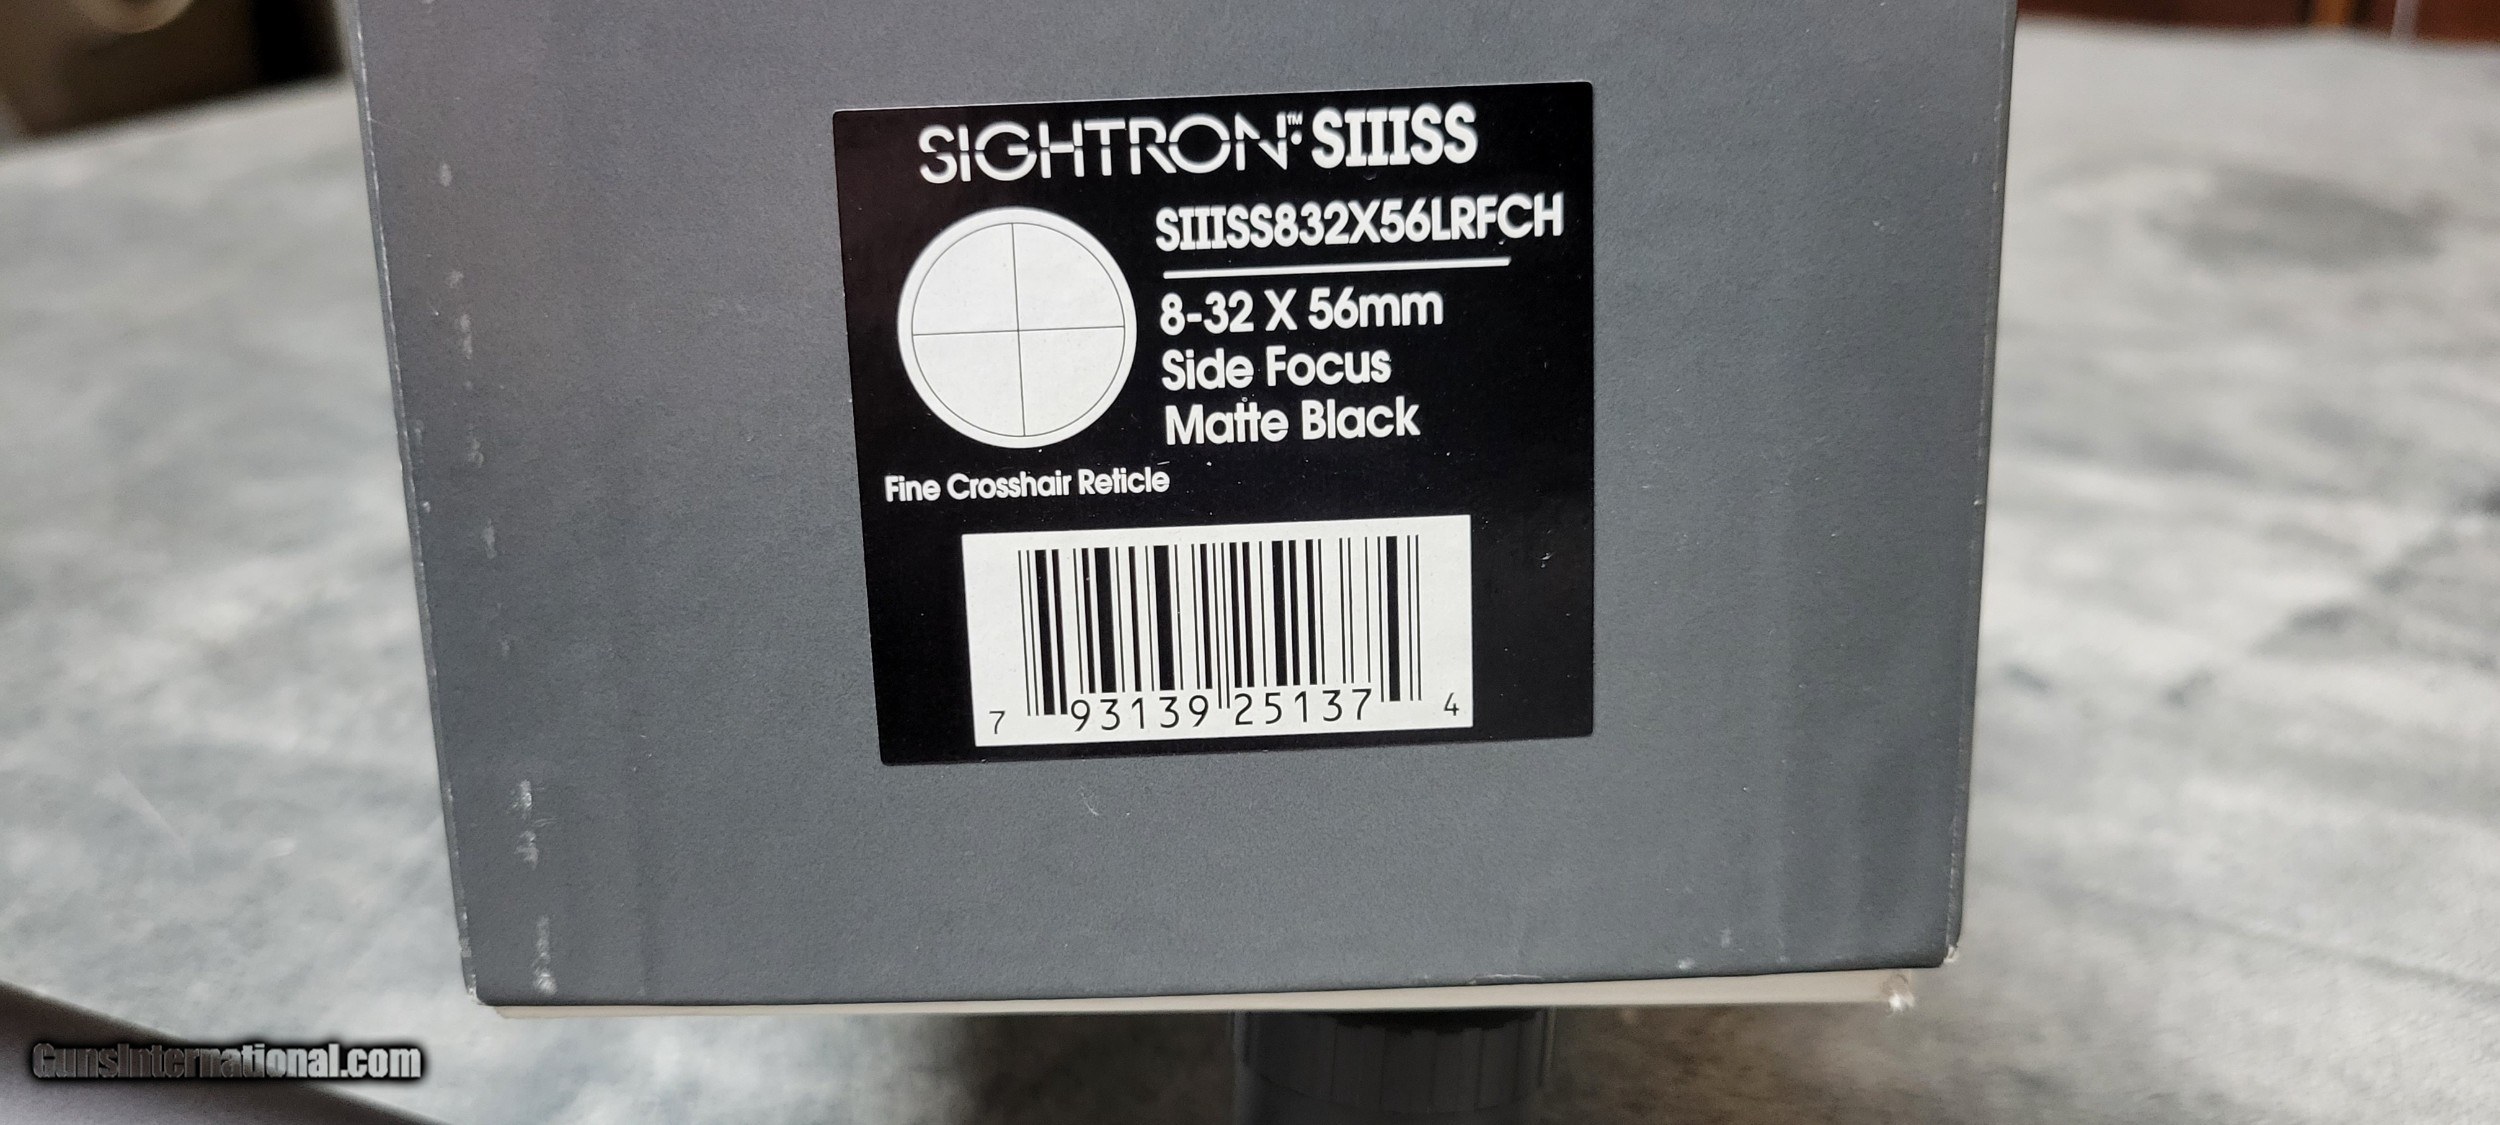 SIGHTRON™ SIIISS
SIIISS832X56LRFCH
8-32 X 56mm
Side Focus
Matte Black
Fine Crosshair Reticle
7 93139 25137 4
GunsInternational.com